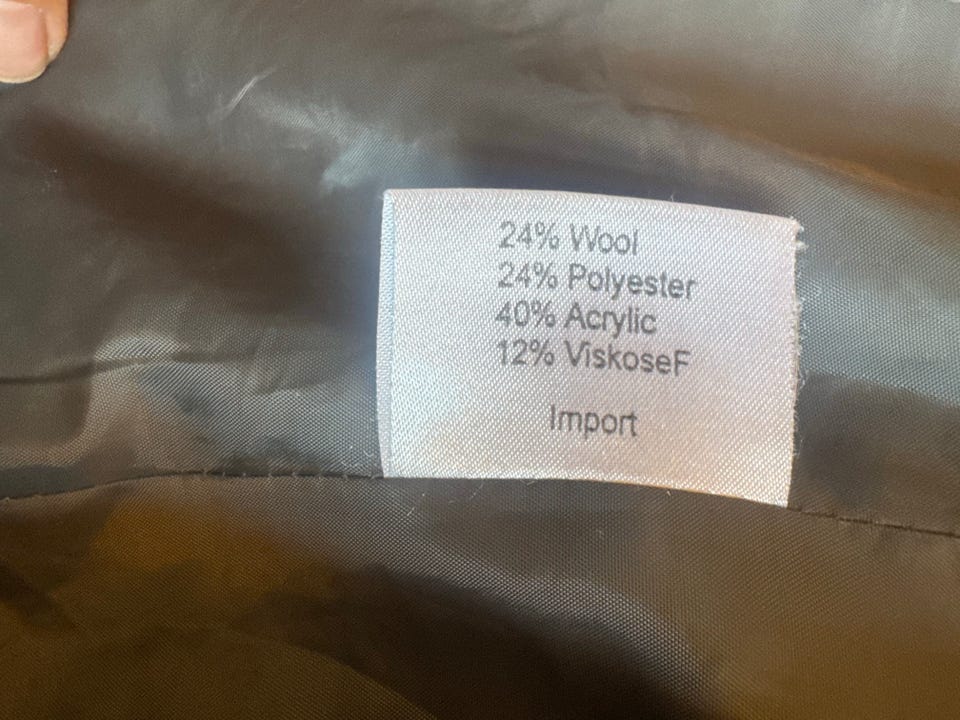 24% Wool
24% Polyester
40% Acrylic
12% ViskoseF
Import